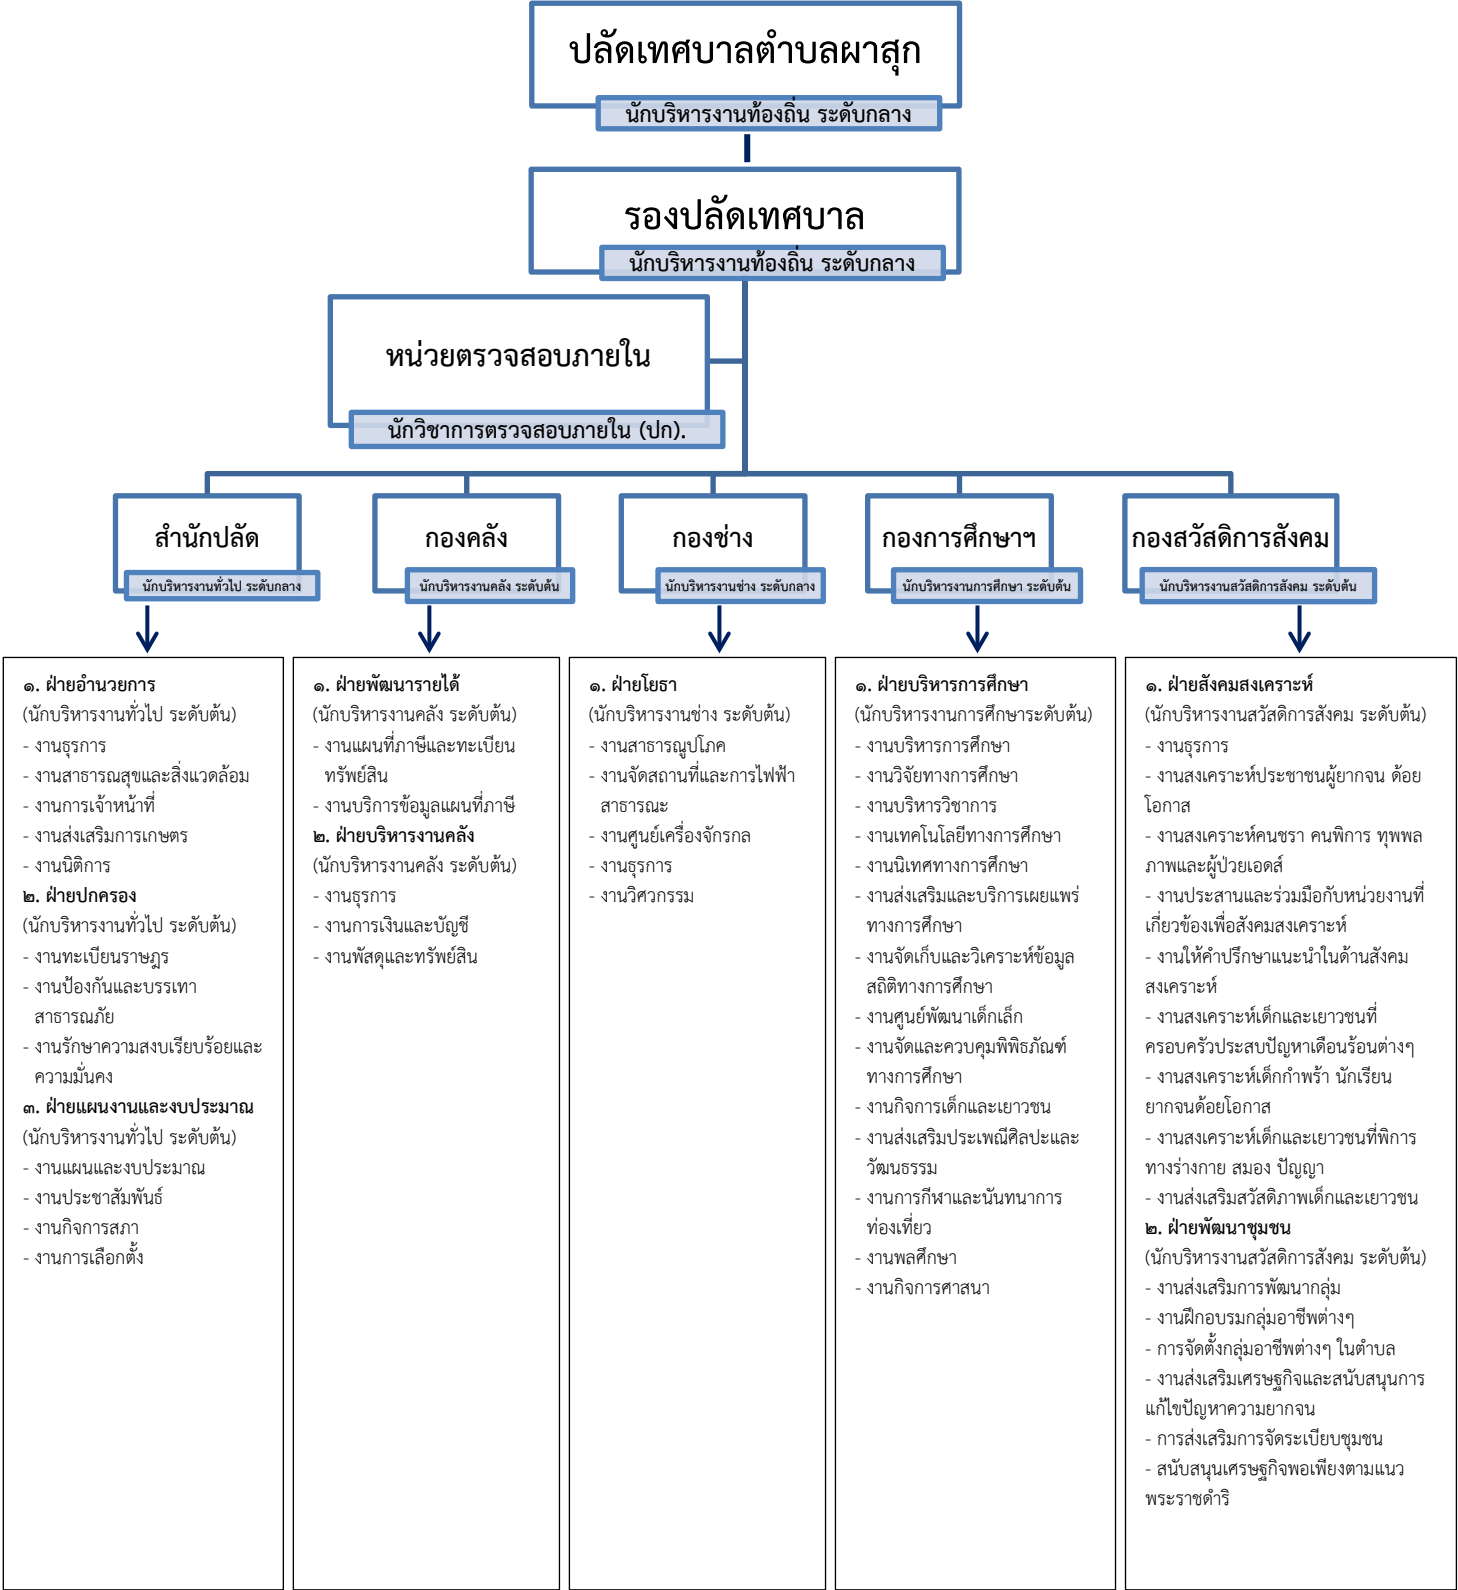 ปลัดเทศบาลตำบลผาสุก
นักบริหารงานท้องถิ่น ระดับกลาง
รองปลัดเทศบาล
นักบริหารงานท้องถิ่น ระดับกลาง
หน่วยตรวจสอบภายใน
นักวิชาการตรวจสอบภายใน (ปก).
สำนักปลัด
นักบริหารงานทั่วไป ระดับกลาง
กองคลัง
นักบริหารงานคลัง ระดับต้น
กองช่าง
นักบริหารงานช่าง ระดับกลาง
กองการศึกษาฯ
นักบริหารงานการศึกษา ระดับต้น
กองสวัสดิการสังคม
นักบริหารงานสวัสดิการสังคม ระดับต้น
๑. ฝ่ายอำนวยการ
(นักบริหารงานทั่วไป ระดับต้น)
- งานธุรการ
- งานสาธารณสุขและสิ่งแวดล้อม
- งานการเจ้าหน้าที่
- งานส่งเสริมการเกษตร
- งานนิติการ
๒. ฝ่ายปกครอง
(นักบริหารงานทั่วไป ระดับต้น)
- งานทะเบียนราษฎร
- งานป้องกันและบรรเทา
สาธารณภัย
- งานรักษาความสงบเรียบร้อยและ
ความมั่นคง
๓. ฝ่ายแผนงานและงบประมาณ
(นักบริหารงานทั่วไป ระดับต้น)
- งานแผนและงบประมาณ
- งานประชาสัมพันธ์
- งานกิจการสภา
- งานการเลือกตั้ง
๑. ฝ่ายพัฒนารายได้
(นักบริหารงานคลัง ระดับต้น)
- งานแผนที่ภาษีและทะเบียน
ทรัพย์สิน
- งานบริการข้อมูลแผนที่ภาษี
๒. ฝ่ายบริหารงานคลัง
(นักบริหารงานคลัง ระดับต้น)
- งานธุรการ
- งานการเงินและบัญชี
- งานพัสดุและทรัพย์สิน
๑. ฝ่ายโยธา
(นักบริหารงานช่าง ระดับต้น)
- งานสาธารณูปโภค
- งานจัดสถานที่และการไฟฟ้า
สาธารณะ
- งานศูนย์เครื่องจักรกล
- งานธุรการ
- งานวิศวกรรม
๑. ฝ่ายบริหารการศึกษา
(นักบริหารงานการศึกษาระดับต้น)
- งานบริหารการศึกษา
- งานวิจัยทางการศึกษา
- งานบริหารวิชาการ
- งานเทคโนโลยีทางการศึกษา
- งานนิเทศทางการศึกษา
- งานส่งเสริมและบริการเผยแพร่
ทางการศึกษา
- งานจัดเก็บและวิเคราะห์ข้อมูล
สถิติทางการศึกษา
- งานศูนย์พัฒนาเด็กเล็ก
- งานจัดและควบคุมพิพิธภัณฑ์
ทางการศึกษา
- งานกิจการเด็กและเยาวชน
- งานส่งเสริมประเพณีศิลปะและ
วัฒนธรรม
- งานการกีฬาและนันทนาการ
ท่องเที่ยว
- งานพลศึกษา
- งานกิจการศาสนา
๑. ฝ่ายสังคมสงเคราะห์
(นักบริหารงานสวัสดิการสังคม ระดับต้น)
- งานธุรการ
- งานสงเคราะห์ประชาชนผู้ยากจน ด้อย
โอกาส
- งานสงเคราะห์คนชรา คนพิการ ทุพพล
ภาพและผู้ป่วยเอดส์
- งานประสานและร่วมมือกับหน่วยงานที่
เกี่ยวข้องเพื่อสังคมสงเคราะห์
- งานให้คำปรึกษาแนะนำในด้านสังคม
สงเคราะห์
- งานสงเคราะห์เด็กและเยาวชนที่
ครอบครัวประสบปัญหาเดือนร้อนต่างๆ
- งานสงเคราะห์เด็กกำพร้า นักเรียน
ยากจนด้อยโอกาส
- งานสงเคราะห์เด็กและเยาวชนที่พิการ
ทางร่างกาย สมอง ปัญญา
- งานส่งเสริมสวัสดิภาพเด็กและเยาวชน
๒. ฝ่ายพัฒนาชุมชน
(นักบริหารงานสวัสดิการสังคม ระดับต้น)
- งานส่งเสริมการพัฒนากลุ่ม
- งานฝึกอบรมกลุ่มอาชีพต่างๆ
- การจัดตั้งกลุ่มอาชีพต่างๆ ในตำบล
- งานส่งเสริมเศรษฐกิจและสนับสนุนการ
แก้ไขปัญหาความยากจน
- การส่งเสริมการจัดระเบียบชุมชน
- สนับสนุนเศรษฐกิจพอเพียงตามแนว
พระราชดำริ